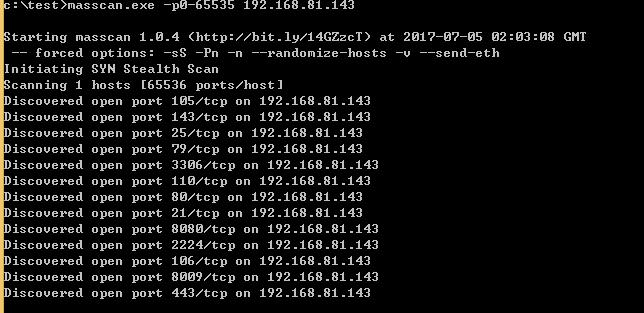 c:\test>masscan.exe -p0-65535 192.168.81.143
Starting masscan 1.0.4 (http://bit.ly/14GZzcT) at 2017-07-05 02:03:08 GMT
-- forced options: -sS -Pn -n --randomize-hosts -v --send-eth
Initiating SYN Stealth Scan
Scanning 1 hosts [65536 ports/host]
Discovered open port 105/tcp on 192.168.81.143
Discovered open port 143/tcp on 192.168.81.143
Discovered open port 25/tcp on 192.168.81.143
Discovered open port 79/tcp on 192.168.81.143
Discovered open port 3306/tcp on 192.168.81.143
Discovered open port 110/tcp on 192.168.81.143
Discovered open port 80/tcp on 192.168.81.143
Discovered open port 21/tcp on 192.168.81.143
Discovered open port 8080/tcp on 192.168.81.143
Discovered open port 2224/tcp on 192.168.81.143
Discovered open port 106/tcp on 192.168.81.143
Discovered open port 8009/tcp on 192.168.81.143
Discovered open port 443/tcp on 192.168.81.143